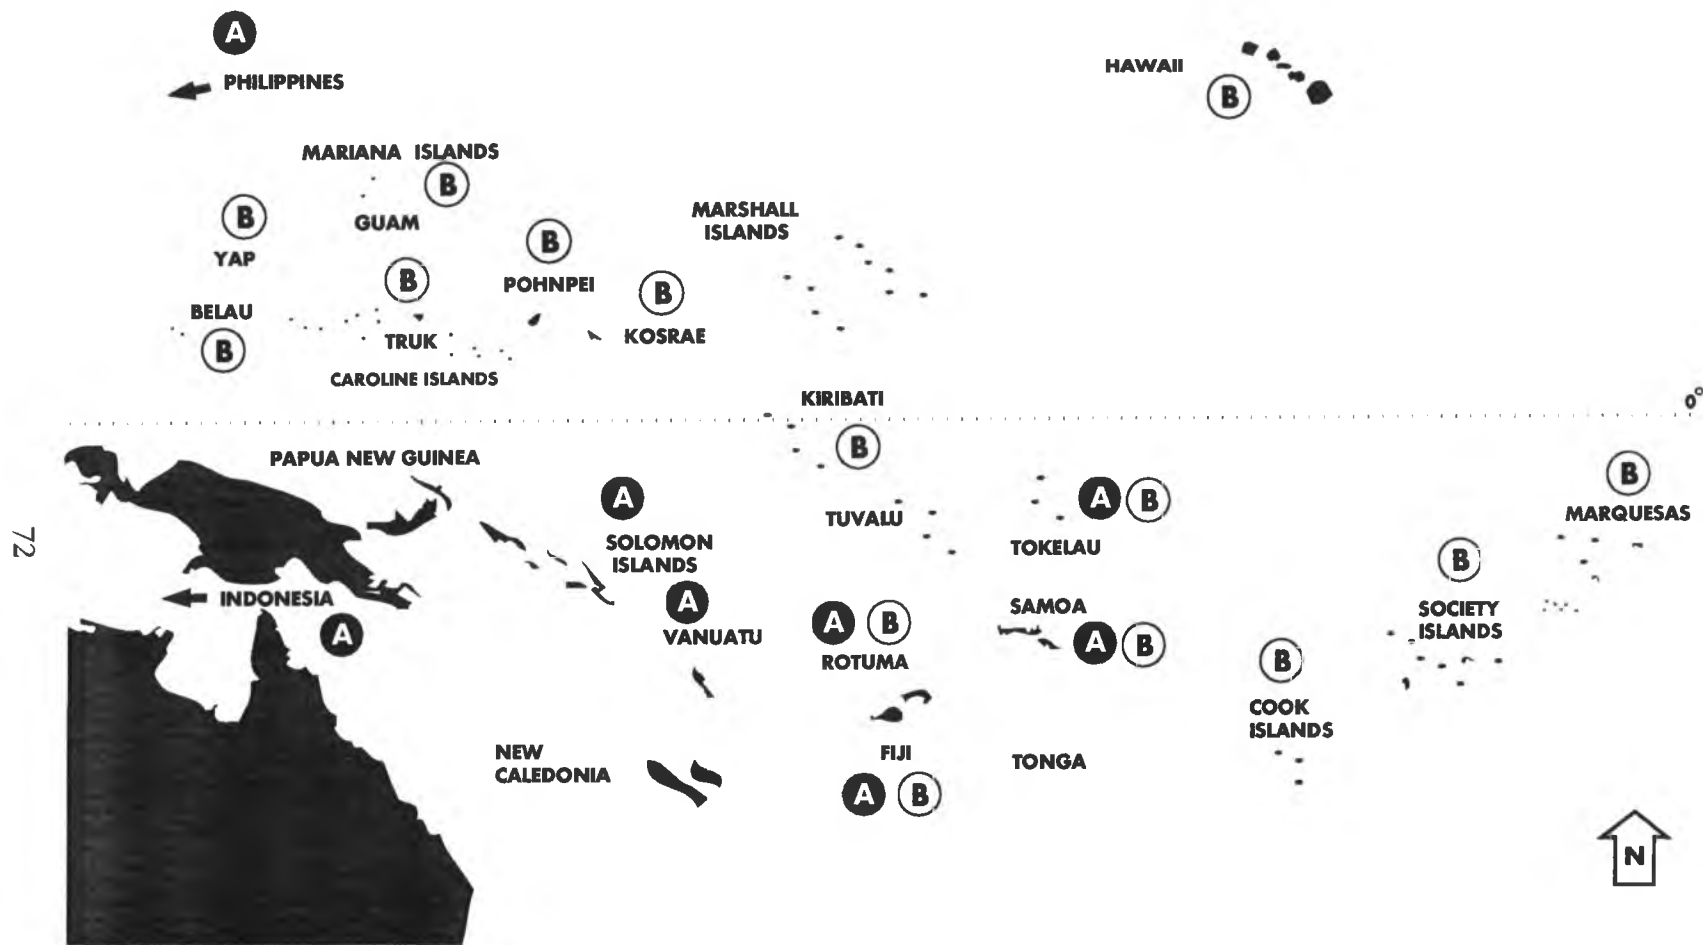 A
PHILIPPINES
HAWAII
B
MARIANA ISLANDS
B
B
GUAM
YAP
MARSHALL
ISLANDS
B
POHNPEI
B
B
KOSRAE
BELAU
B
TRUK
CAROLINE ISLANDS
KIRIBATI
0°
B
PAPUA NEW GUINEA
A
SOLOMON
ISLANDS
TUVALU
A B
TOKELAU
B
MARQUESAS
72
INDONESIA
A
A
VANUATU
A B
ROTUMA
SAMOA
A B
B
SOCIETY
ISLANDS
B
COOK
ISLANDS
NEW
CALEDONIA
FIJI
A B
TONGA
N